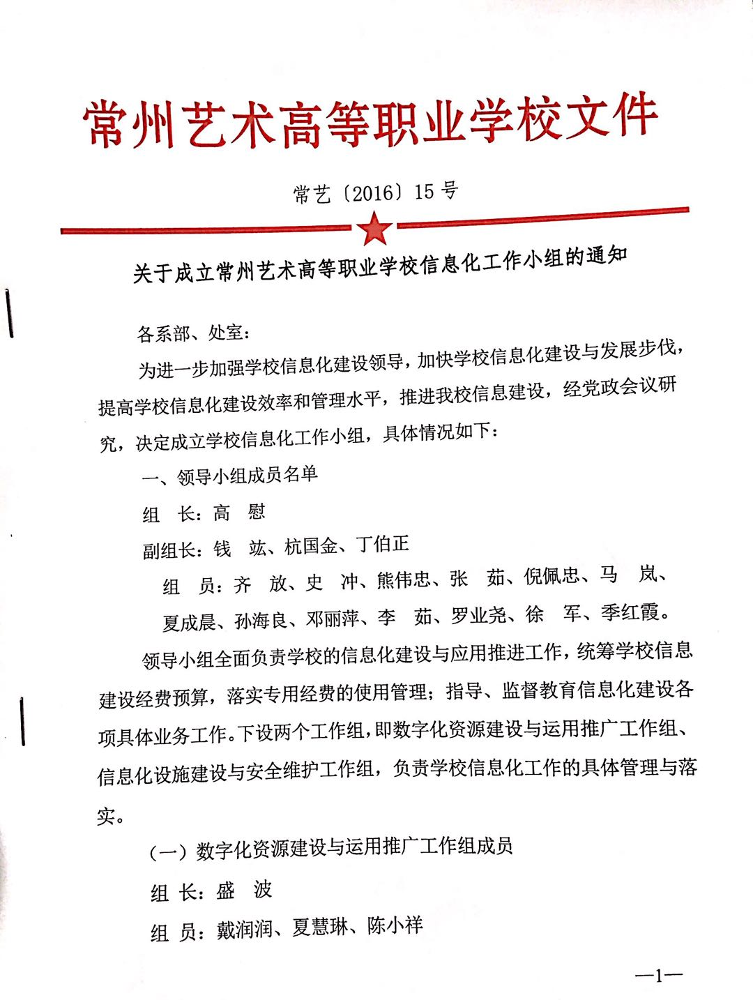 常州艺术高等职业学校文件
常艺〔2016〕15 号
关于成立常州艺术高等职业学校信息化工作小组的通知
各系部、处室：
为进一步加强学校信息化建设领导，加快学校信息化建设与发展步伐，
提高学校信息化建设效率和管理水平，推进我校信息建设，经党政会议研
究，决定成立学校信息化工作小组，具体情况如下：
一、领导小组成员名单
组　长：高　慰
副组长：钱　竑、杭国金、丁伯正
组　员：齐　放、史　冲、熊伟忠、张　茹、倪佩忠、马　岚、
夏成晨、孙海良、邓丽萍、李　茹、罗业尧、徐　军、季红霞。
领导小组全面负责学校的信息化建设与应用推进工作，统筹学校信息
建设经费预算，落实专用经费的使用管理；指导、监督教育信息化建设各
项具体业务工作。下设两个工作组，即数字化资源建设与运用推广工作组、
信息化设施建设与安全维护工作组，负责学校信息化工作的具体管理与落
实。
（一）数字化资源建设与运用推广工作组成员
组 长：盛　波
组 员：戴润润、夏慧琳、陈小祥
—1—